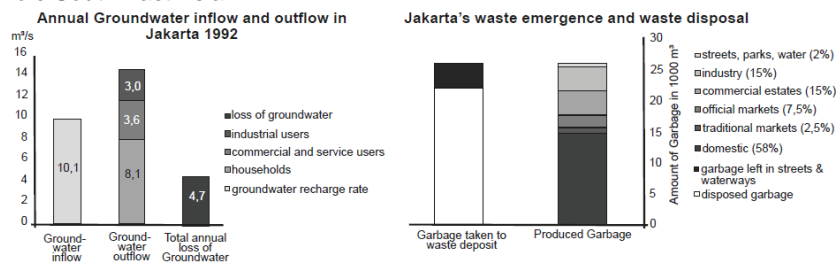 Annual Groundwater inflow and outflow in
Jakarta 1992
m³/s
16
14
12
10
8
6
4
2
0
10,1
3,0
3,6
8,1
4,7
Ground-
water
inflow
Ground-
water
outflow
Total annual
loss of
Groundwater
loss of groundwater
industrial users
commercial and service users
households
groundwater recharge rate
Jakarta's waste emergence and waste disposal
30
25
20
15
10
5
0
Amount of Garbage in 1000 m³
Garbage taken to
waste deposit
Produced Garbage
streets, parks, water (2%)
industry (15%)
commercial estates (15%)
official markets (7,5%)
traditional markets (2,5%)
domestic (58%)
garbage left in streets &
waterways
disposed garbage